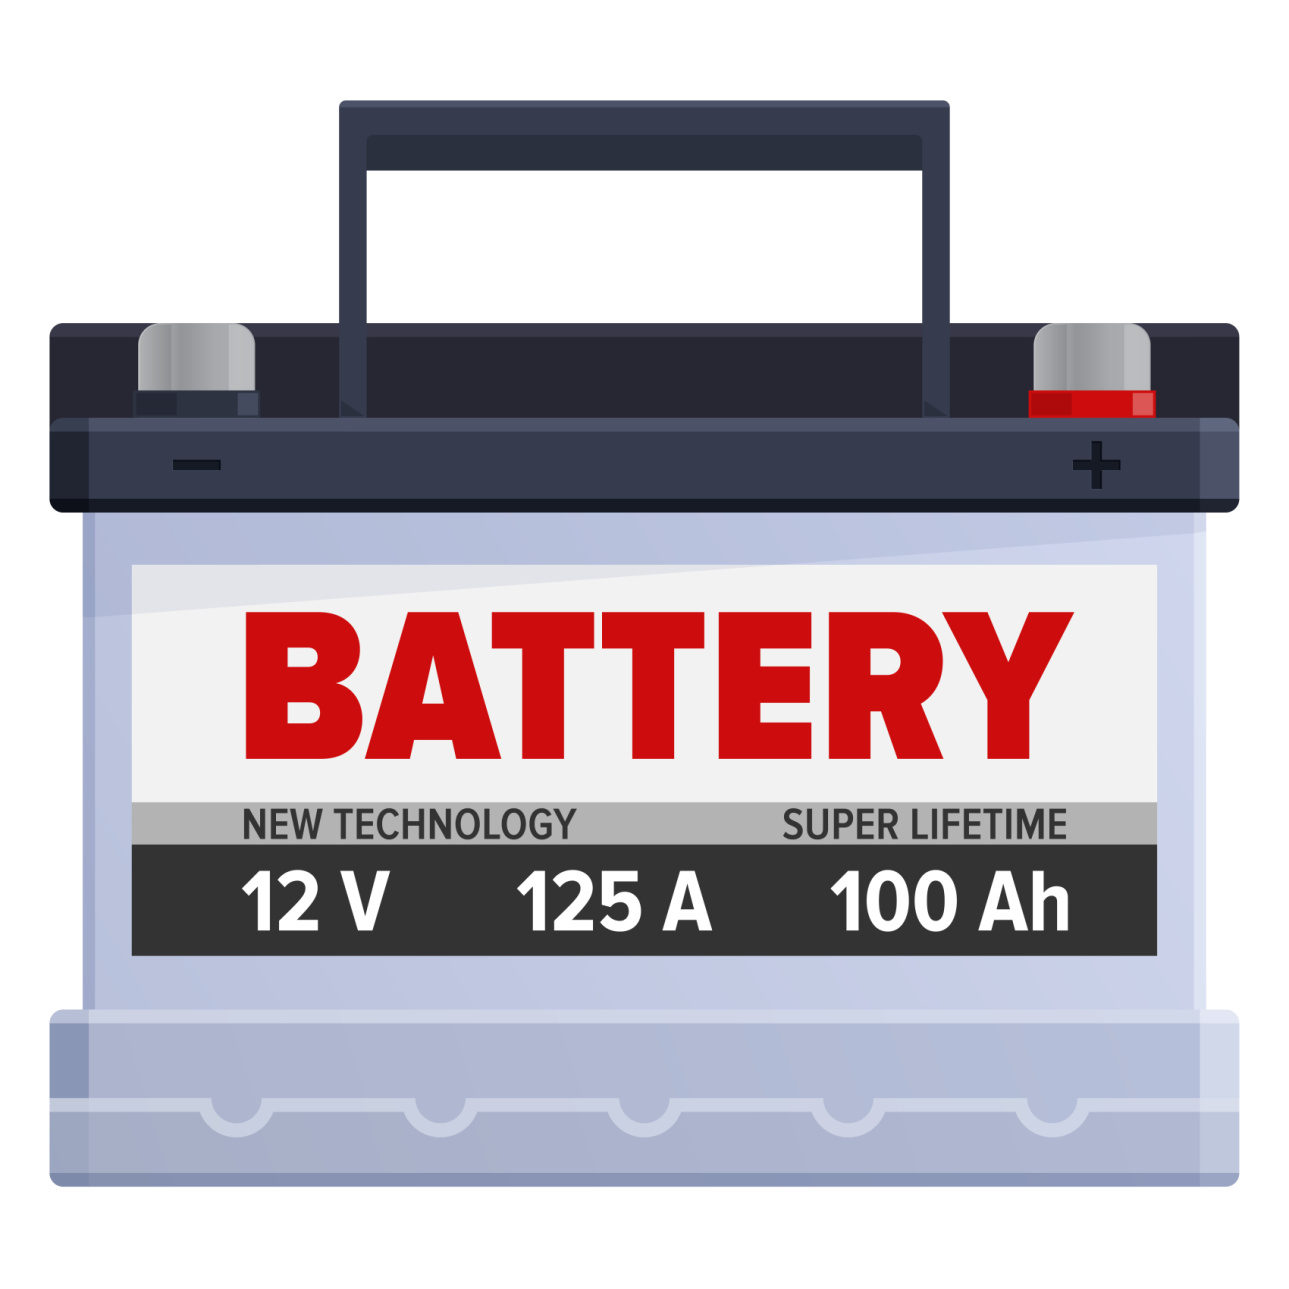 − +
BATTERY
NEW TECHNOLOGY SUPER LIFETIME
12 V 125 A 100 Ah